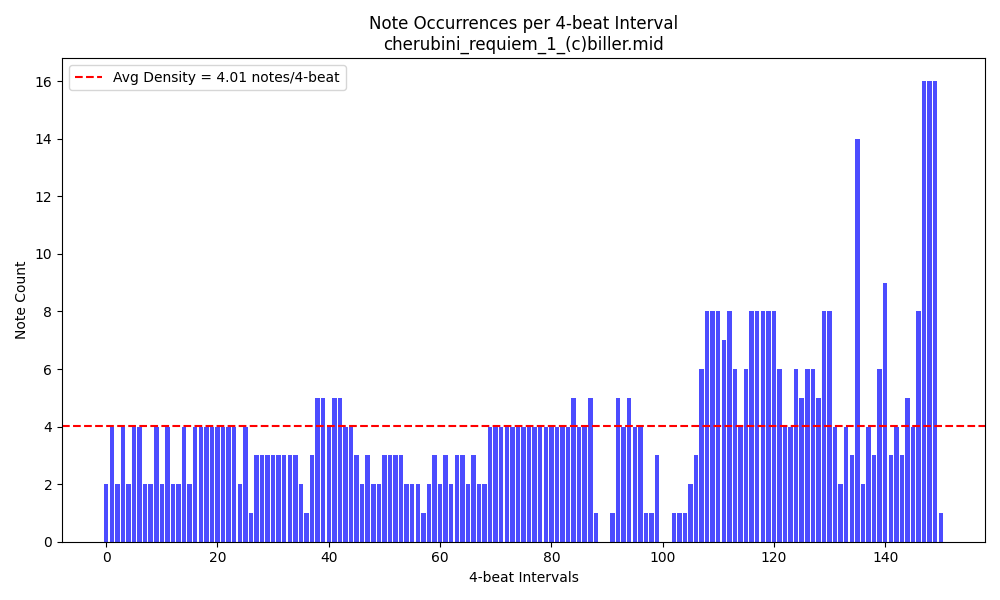 Note Occurrences per 4-beat Interval
cherubini_requiem_1_(c)biller.mid
Avg Density = 4.01 notes/4-beat
Note Count
16
14
12
10
8
6
4
2
0
0 20 40 60 80 100 120 140
4-beat Intervals